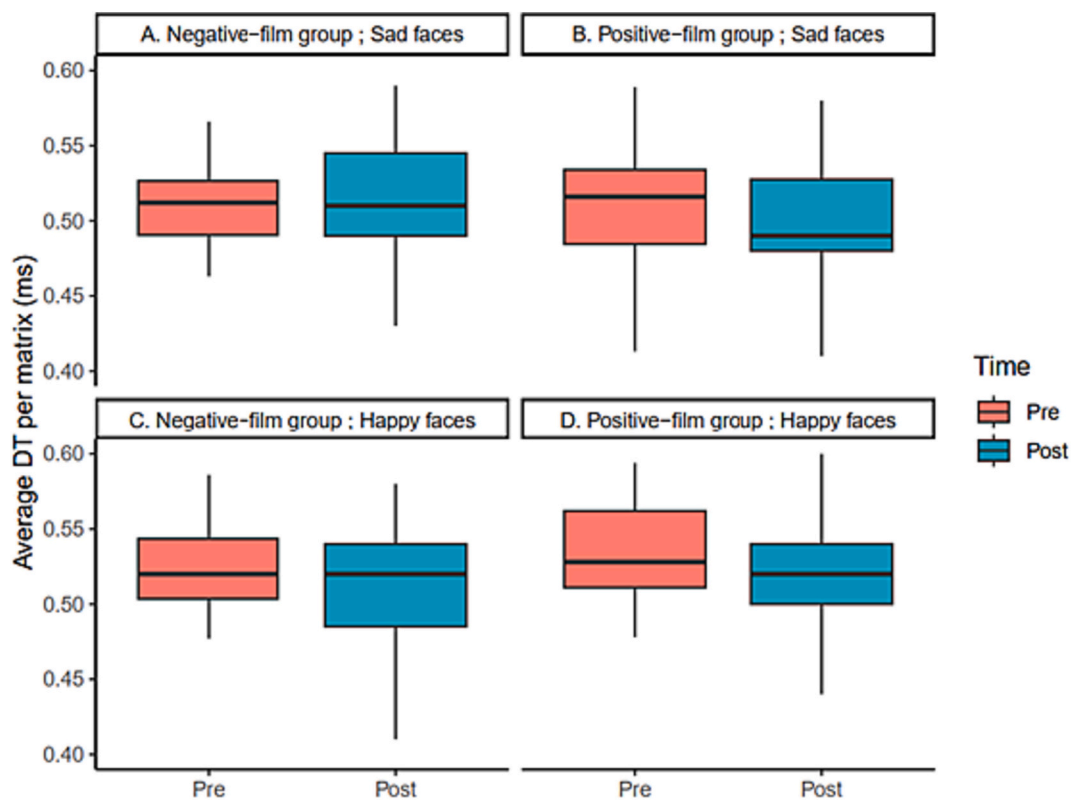 A. Negative−film group ; Sad faces
B. Positive−film group ; Sad faces
0.60
0.55
0.50
0.45
0.40
Average DT per matrix (ms)
C. Negative−film group ; Happy faces
D. Positive−film group ; Happy faces
0.60
0.55
0.50
0.45
0.40
Pre
Post
Pre
Post
Time
Pre
Post